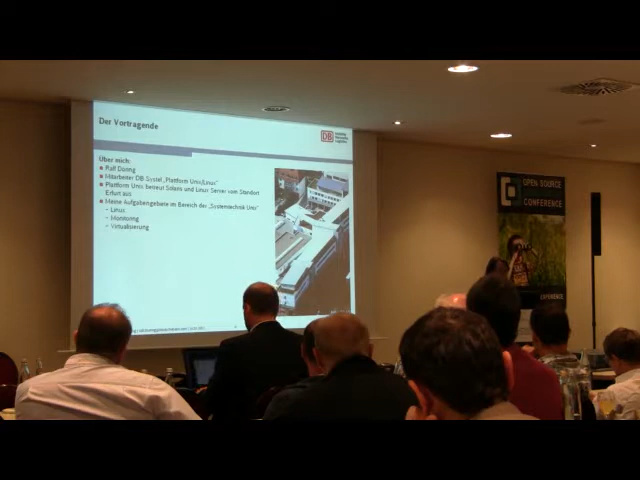 Der Vortragende
DB
Über mich:
Ralf Döring
Mitarbeiter DB Systel „Plattform Unix/Linux“
Plattform Unix betreut Solaris und Linux Server vom Standort
Erfurt aus
Meine Aufgabengebiete im Bereich der „Systemtechnik Unix“
– Linux
– Monitoring
– Virtualisierung
OPEN SOURCE
CONFERENCE